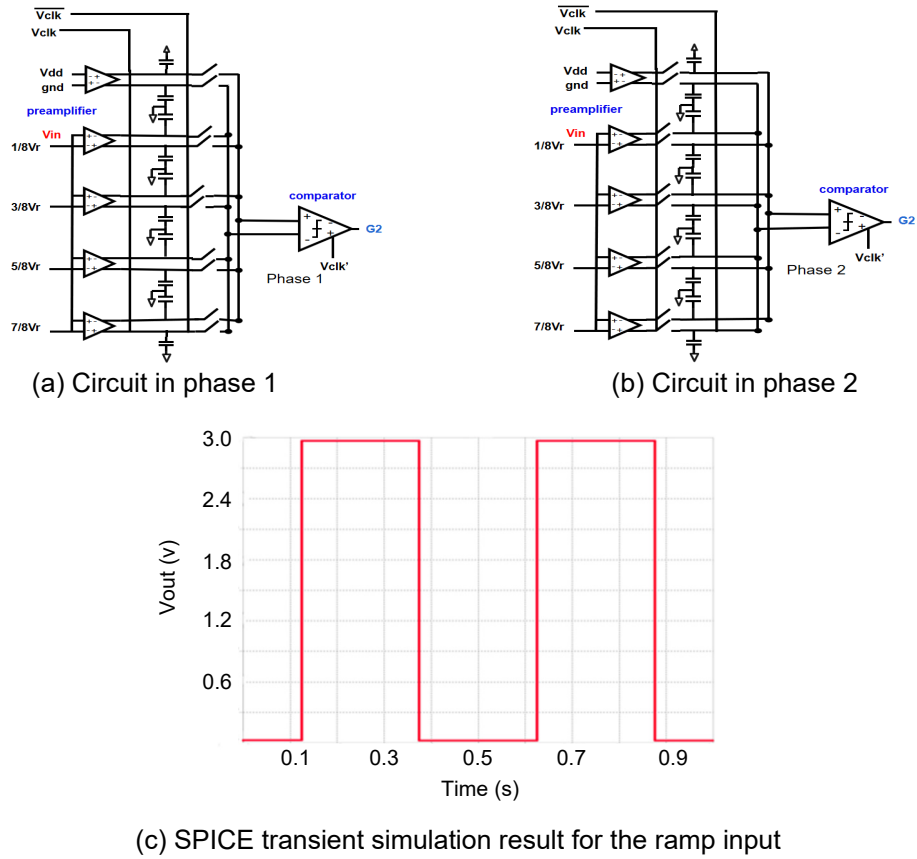 Vclk
Vclk
Vdd
gnd
preamplifier
Vin
1/8Vr
3/8Vr
5/8Vr
7/8Vr
comparator
G2
Vclk'
Phase 1
(a) Circuit in phase 1
Vclk
Vclk
Vdd
gnd
preamplifier
Vin
1/8Vr
3/8Vr
5/8Vr
7/8Vr
comparator
G2
Vclk'
Phase 2
(b) Circuit in phase 2
3.0
2.4
1.8
1.2
0.6
Vout (v)
0.1 0.3 0.5 0.7 0.9
Time (s)
(c) SPICE transient simulation result for the ramp input